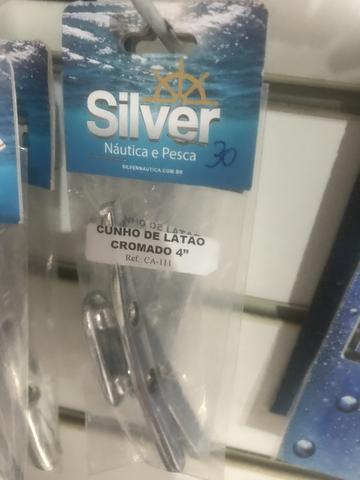 Silver
Náutica e Pesca
30
SILVERNAUTICA.COM.BR
CUNHO DE LATÃO
CROMADO 4"
Ref.: CA-111